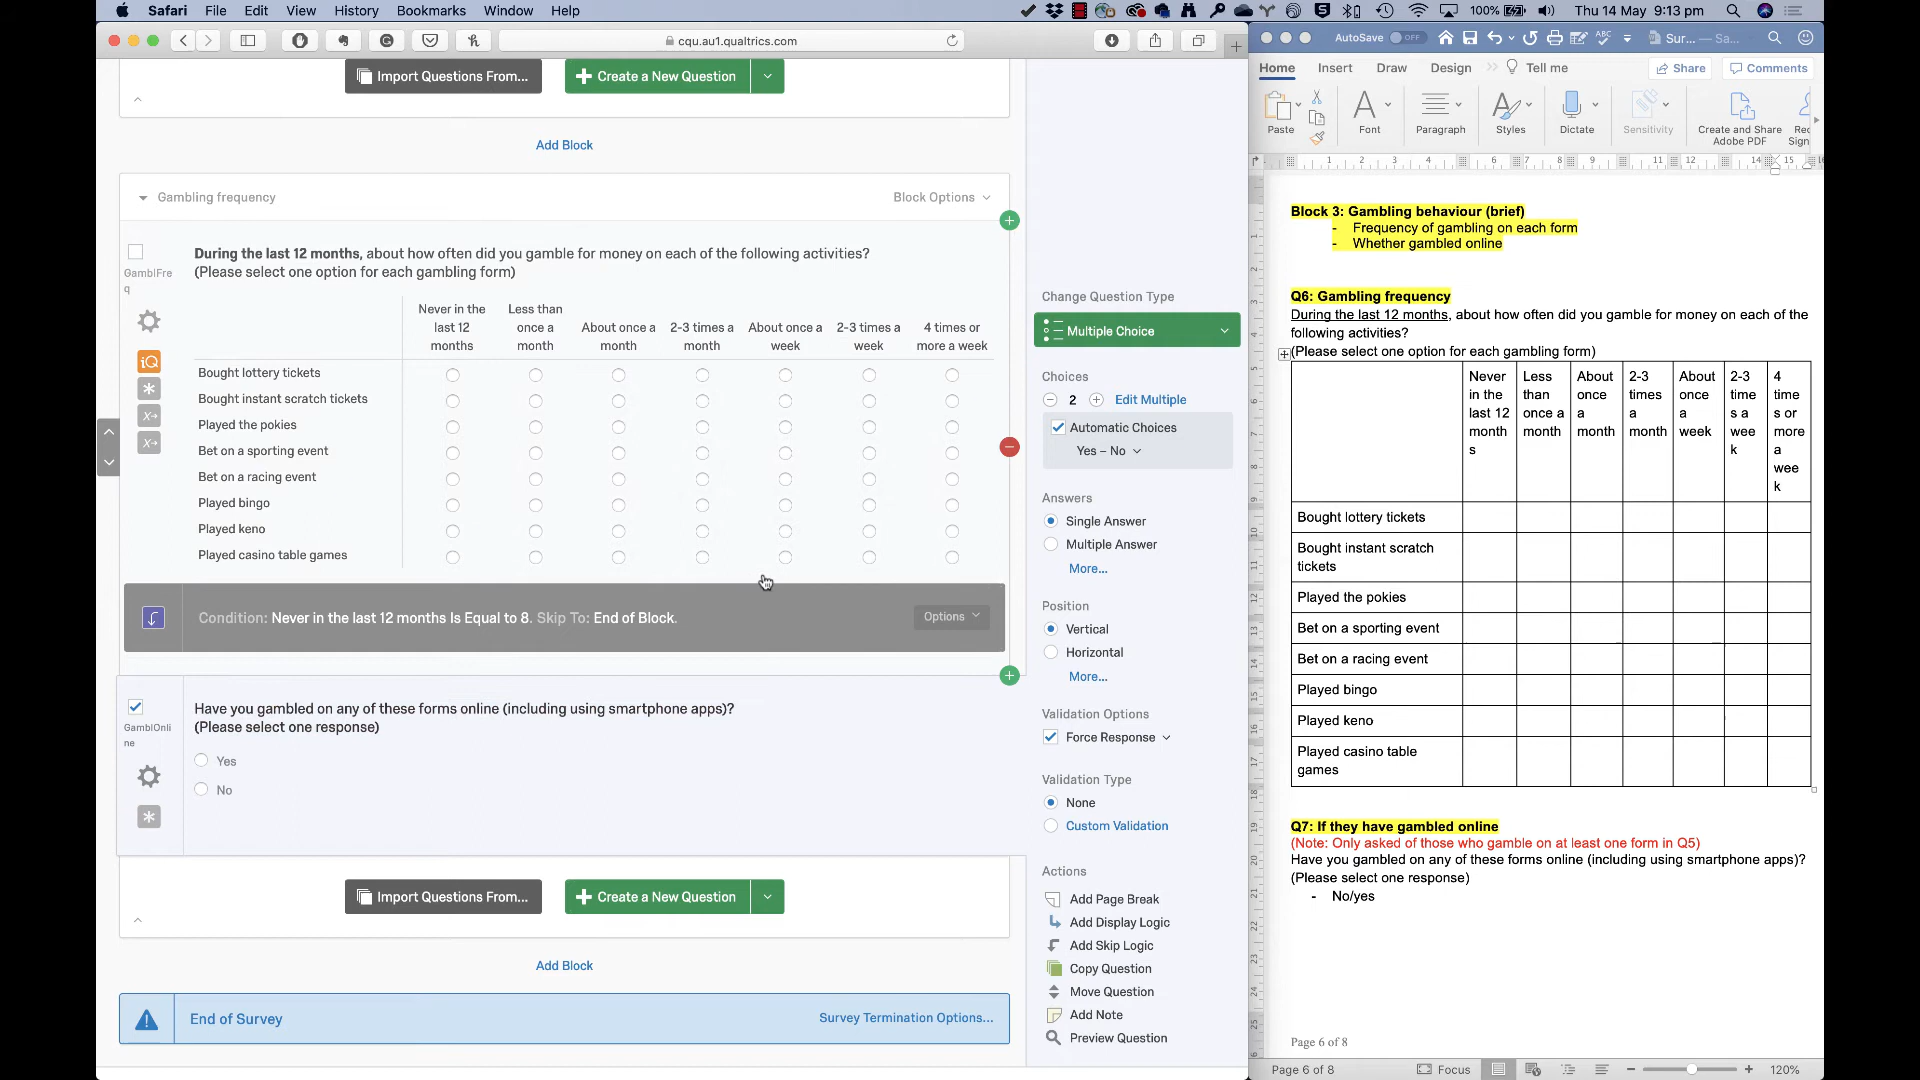 Safari File Edit View History Bookmarks Window Help
100% Thu 14 May 9:13 pm
cqu.au1.qualtrics.com
Import Questions From...
Create a New Question
Add Block
Gambling frequency
Block Options
GamblFre
q
During the last 12 months, about how often did you gamble for money on each of the following activities?
(Please select one option for each gambling form)
Never in the last 12 months
Less than once a month
About once a month
2-3 times a month
About once a week
2-3 times a week
4 times or more a week
iQ
Bought lottery tickets
Bought instant scratch tickets
Played the pokies
Bet on a sporting event
Bet on a racing event
Played bingo
Played keno
Played casino table games
Condition: Never in the last 12 months Is Equal to 8. Skip To: End of Block.
Options
GamblOnli
ne
Have you gambled on any of these forms online (including using smartphone apps)?
(Please select one response)
Yes
No
Import Questions From...
Create a New Question
Add Block
End of Survey
Survey Termination Options...
Change Question Type
Multiple Choice
Choices
2 Edit Multiple
Automatic Choices
Yes – No
Answers
Single Answer
Multiple Answer
More...
Position
Vertical
Horizontal
More...
Validation Options
Force Response
Validation Type
None
Custom Validation
Actions
Add Page Break
Add Display Logic
Add Skip Logic
Copy Question
Move Question
Add Note
Preview Question
AutoSave OFF
Sur... — Sa...
Home Insert Draw Design Tell me
Share Comments
Paste Font Paragraph Styles Dictate Sensitivity
Create and Share
Adobe PDF
Rec
Sign
Block 3: Gambling behaviour (brief)
- Frequency of gambling on each form
- Whether gambled online
Q6: Gambling frequency
During the last 12 months, about how often did you gamble for money on each of the
following activities?
(Please select one option for each gambling form)
Never in the last 12 month s
Less than once a month
About once a month
2-3 times a month
About once a week
2-3 time s a wee k
4 time s or more a wee k
Bought lottery tickets
Bought instant scratch
tickets
Played the pokies
Bet on a sporting event
Bet on a racing event
Played bingo
Played keno
Played casino table
games
Q7: If they have gambled online
(Note: Only asked of those who gamble on at least one form in Q5)
Have you gambled on any of these forms online (including using smartphone apps)?
(Please select one response)
- No/yes
Page 6 of 8
Page 6 of 8
Focus
120%